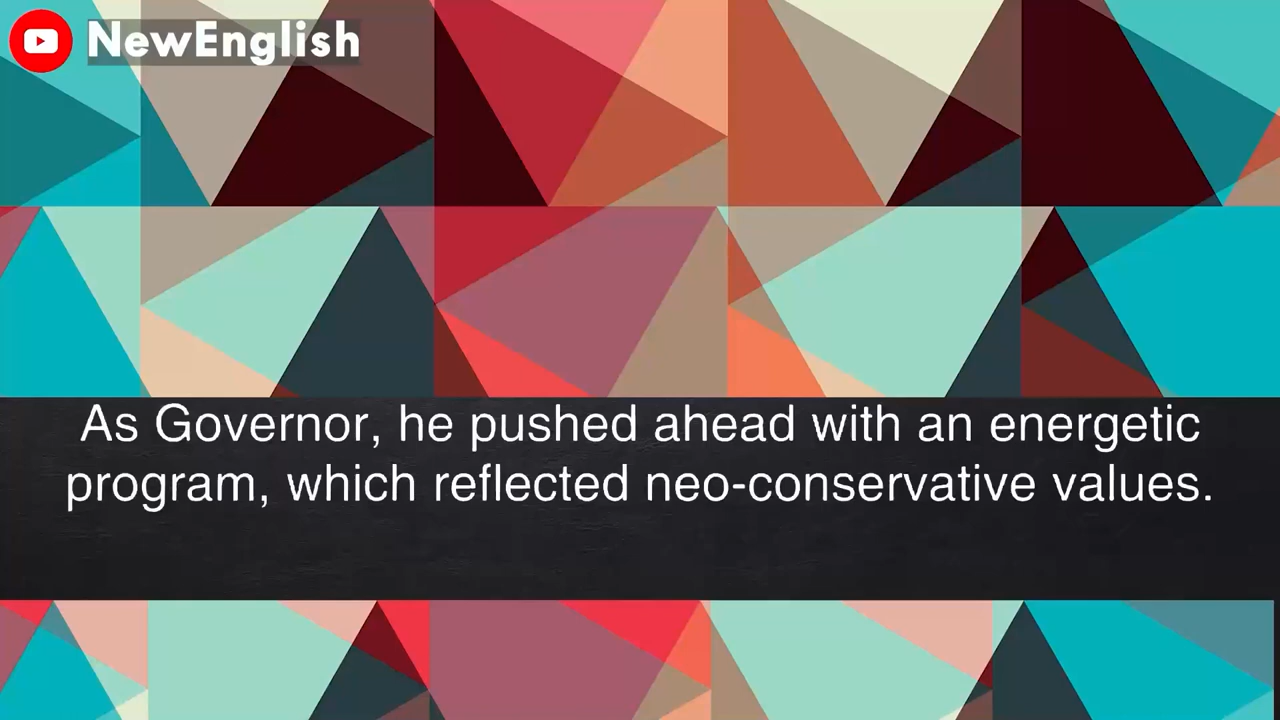 NewEnglish
As Governor, he pushed ahead with an energetic
program, which reflected neo-conservative values.